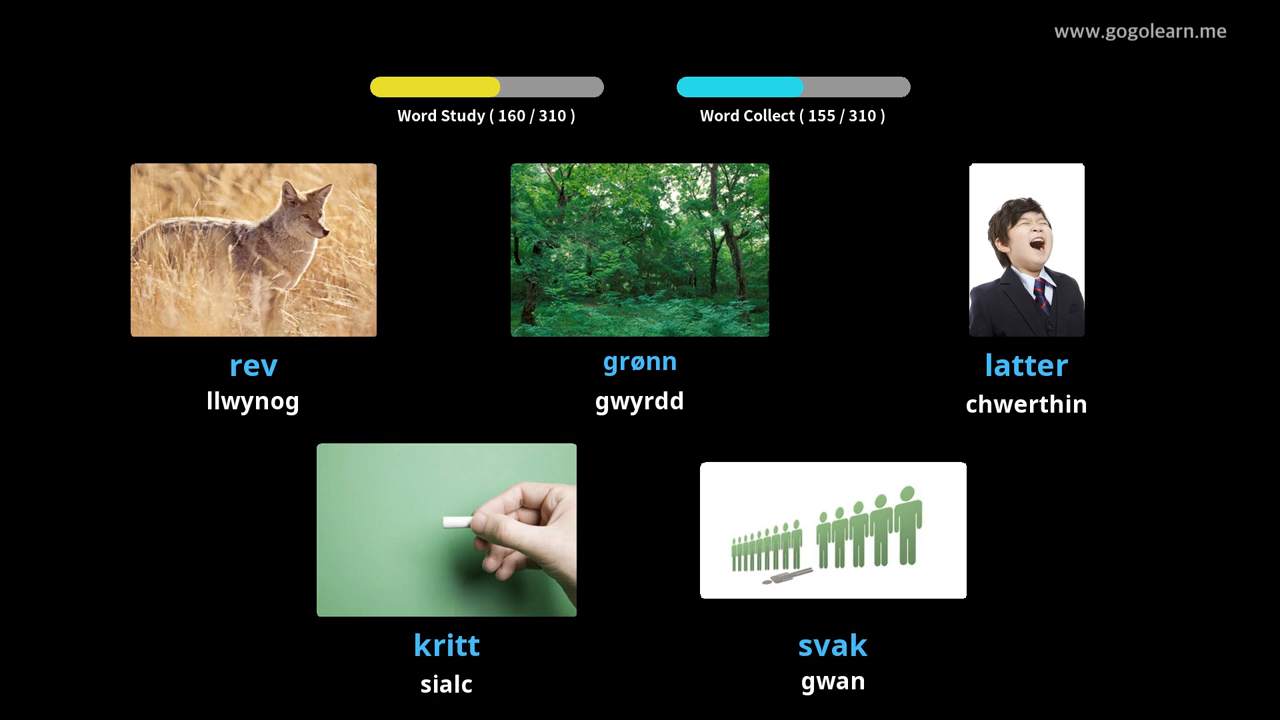 www.gogolearn.me
Word Study ( 160 / 310 )
Word Collect ( 155 / 310 )
rev
llwynog
grønn
gwyrdd
latter
chwerthin
kritt
sialc
svak
gwan